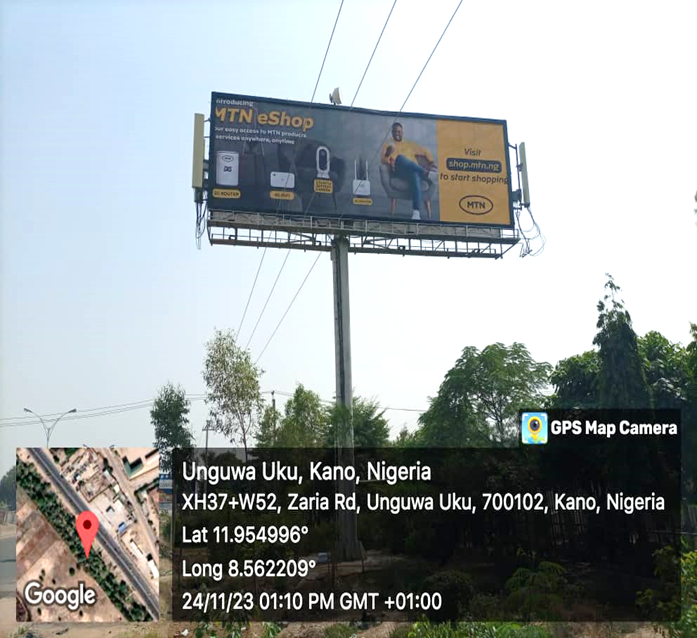 ntroducing
MTN eShop
our easy access to MTN products
services anywhere, anytime
5G ROUTER
Visit
shop.mtn.ng
to start shopping
MTN
GPS Map Camera
Unguwa Uku, Kano, Nigeria
XH37+W52, Zaria Rd, Unguwa Uku, 700102, Kano, Nigeria
Lat 11.954996°
Long 8.562209°
24/11/23 01:10 PM GMT +01:00
Google